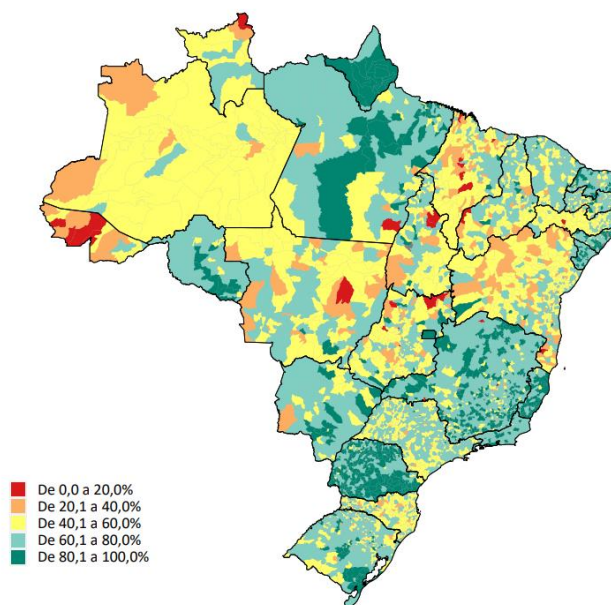 De 0,0 a 20,0%
De 20,1 a 40,0%
De 40,1 a 60,0%
De 60,1 a 80,0%
De 80,1 a 100,0%